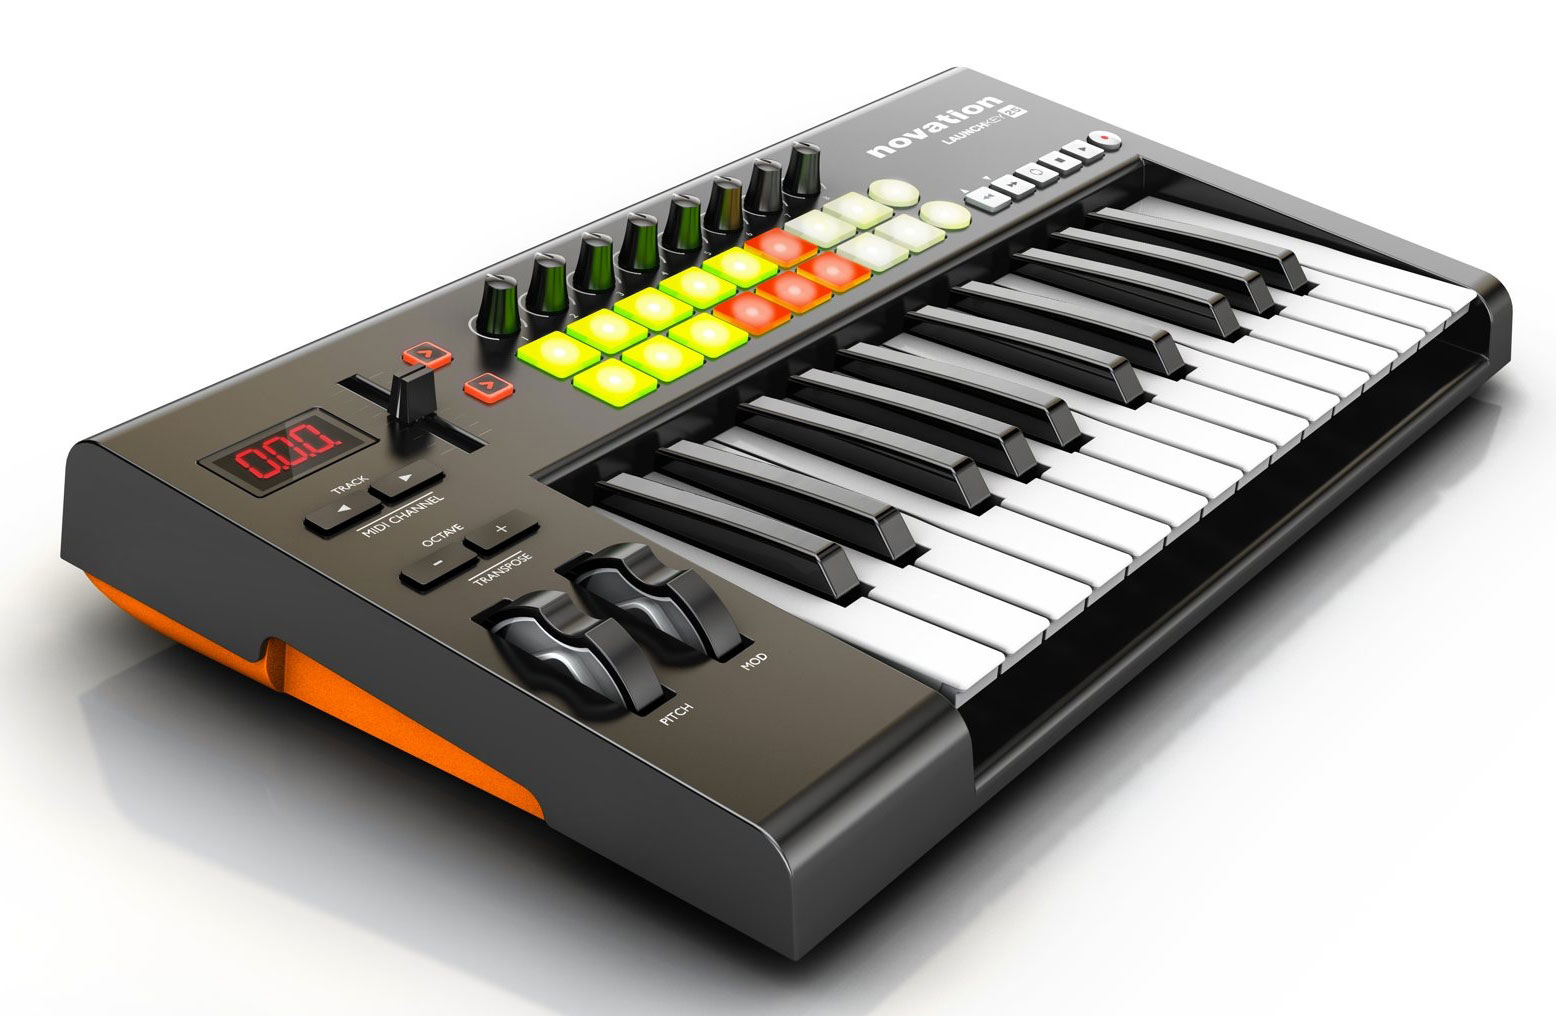 novation
LAUNCHKEY 25
0.0.0.
TRACK
MIDI CHANNEL
OCTAVE
- +
TRANSPOSE
MOD
PITCH